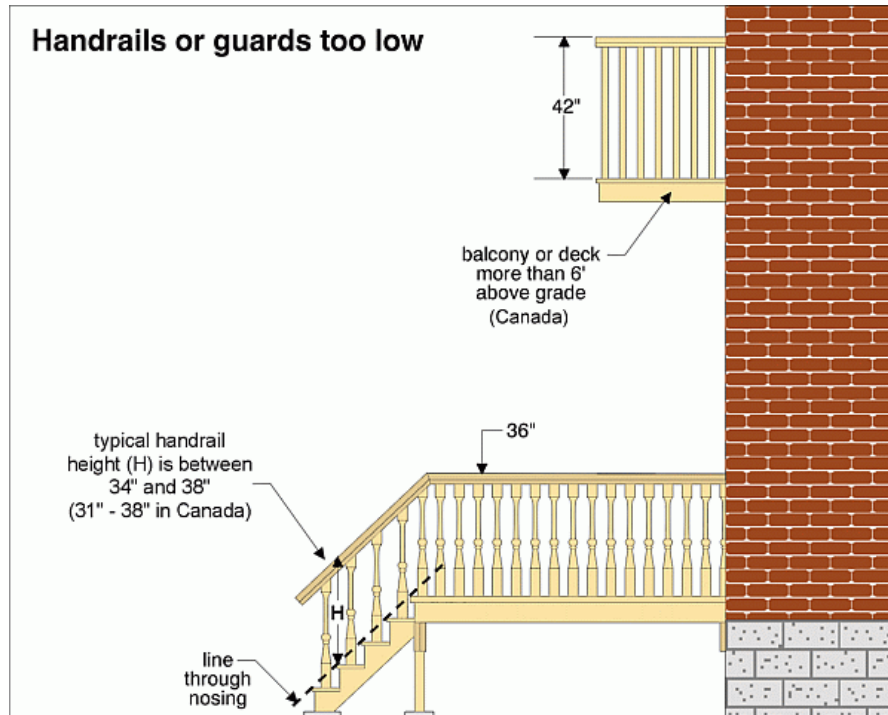 Handrails or guards too low
42"
balcony or deck
more than 6'
above grade
(Canada)
36"
typical handrail
height (H) is between
34" and 38"
(31" - 38" in Canada)
H
line
through
nosing